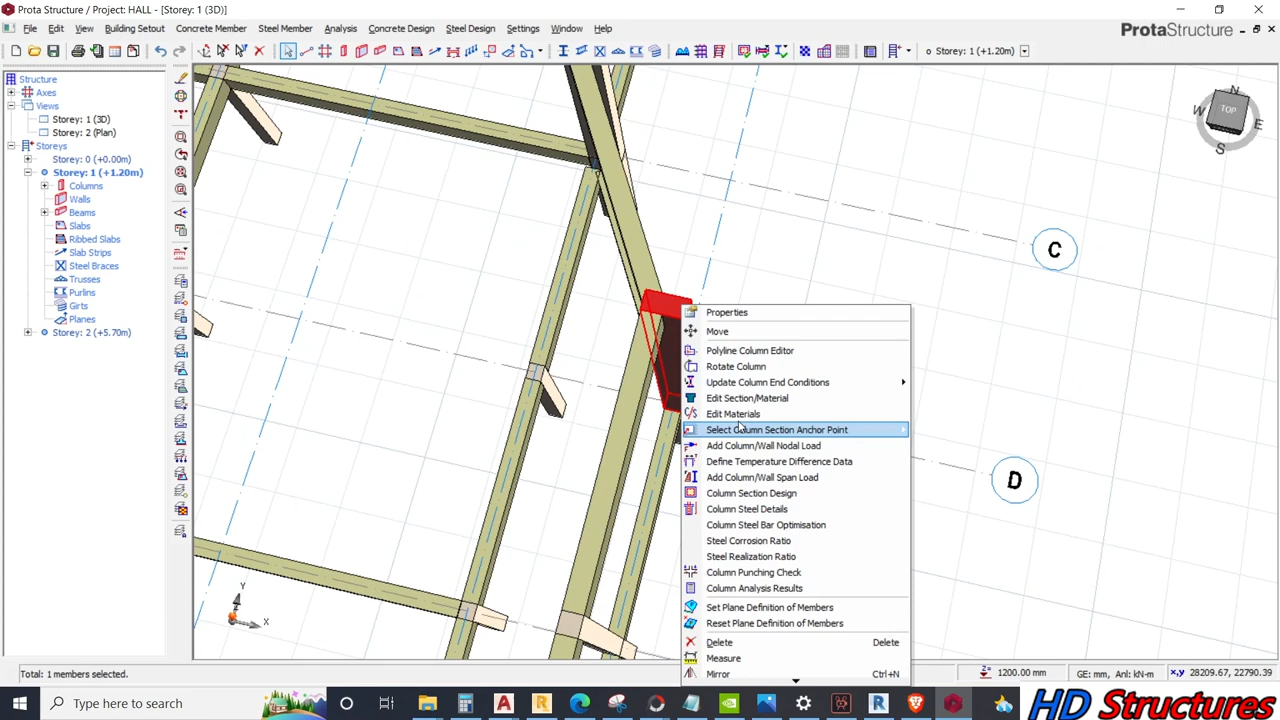 Prota Structure / Project: HALL - [Storey: 1 (3D)]
File Edit View Building Setout Concrete Member Steel Member Analysis Concrete Design Steel Design Settings Window Help
ProtaStructure
Storey: 1 (+1.20m)
Structure
Axes
Views
Storey: 1 (3D)
Storey: 2 (Plan)
Storeys
Storey: 0 (+0.00m)
Storey: 1 (+1.20m)
Columns
Walls
Beams
Slabs
Ribbed Slabs
Slab Strips
Steel Braces
Trusses
Purlins
Girts
Planes
Storey: 2 (+5.70m)
N
W
TOP
E
S
C
D
Properties
Move
Polyline Column Editor
Rotate Column
Update Column End Conditions
Edit Section/Material
Edit Materials
Select Column Section Anchor Point
Add Column/Wall Nodal Load
Define Temperature Difference Data
Add Column/Wall Span Load
Column Section Design
Column Steel Details
Column Steel Bar Optimisation
Steel Corrosion Ratio
Steel Realization Ratio
Column Punching Check
Column Analysis Results
Set Plane Definition of Members
Reset Plane Definition of Members
Delete Delete
Measure
Mirror Ctrl+N
Y
X
Total: 1 members selected.
Z= 1200.00 mm
GE: mm, Anl: kN-m
x,y 28209.67, 22790.39
Type here to search
HD Structures